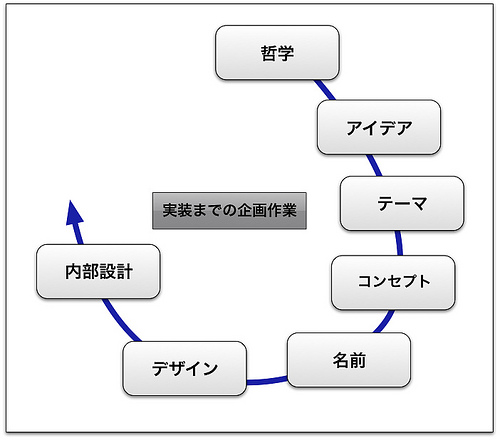 哲学
アイデア
テーマ
実装までの企画作業
コンセプト
内部設計
名前
デザイン